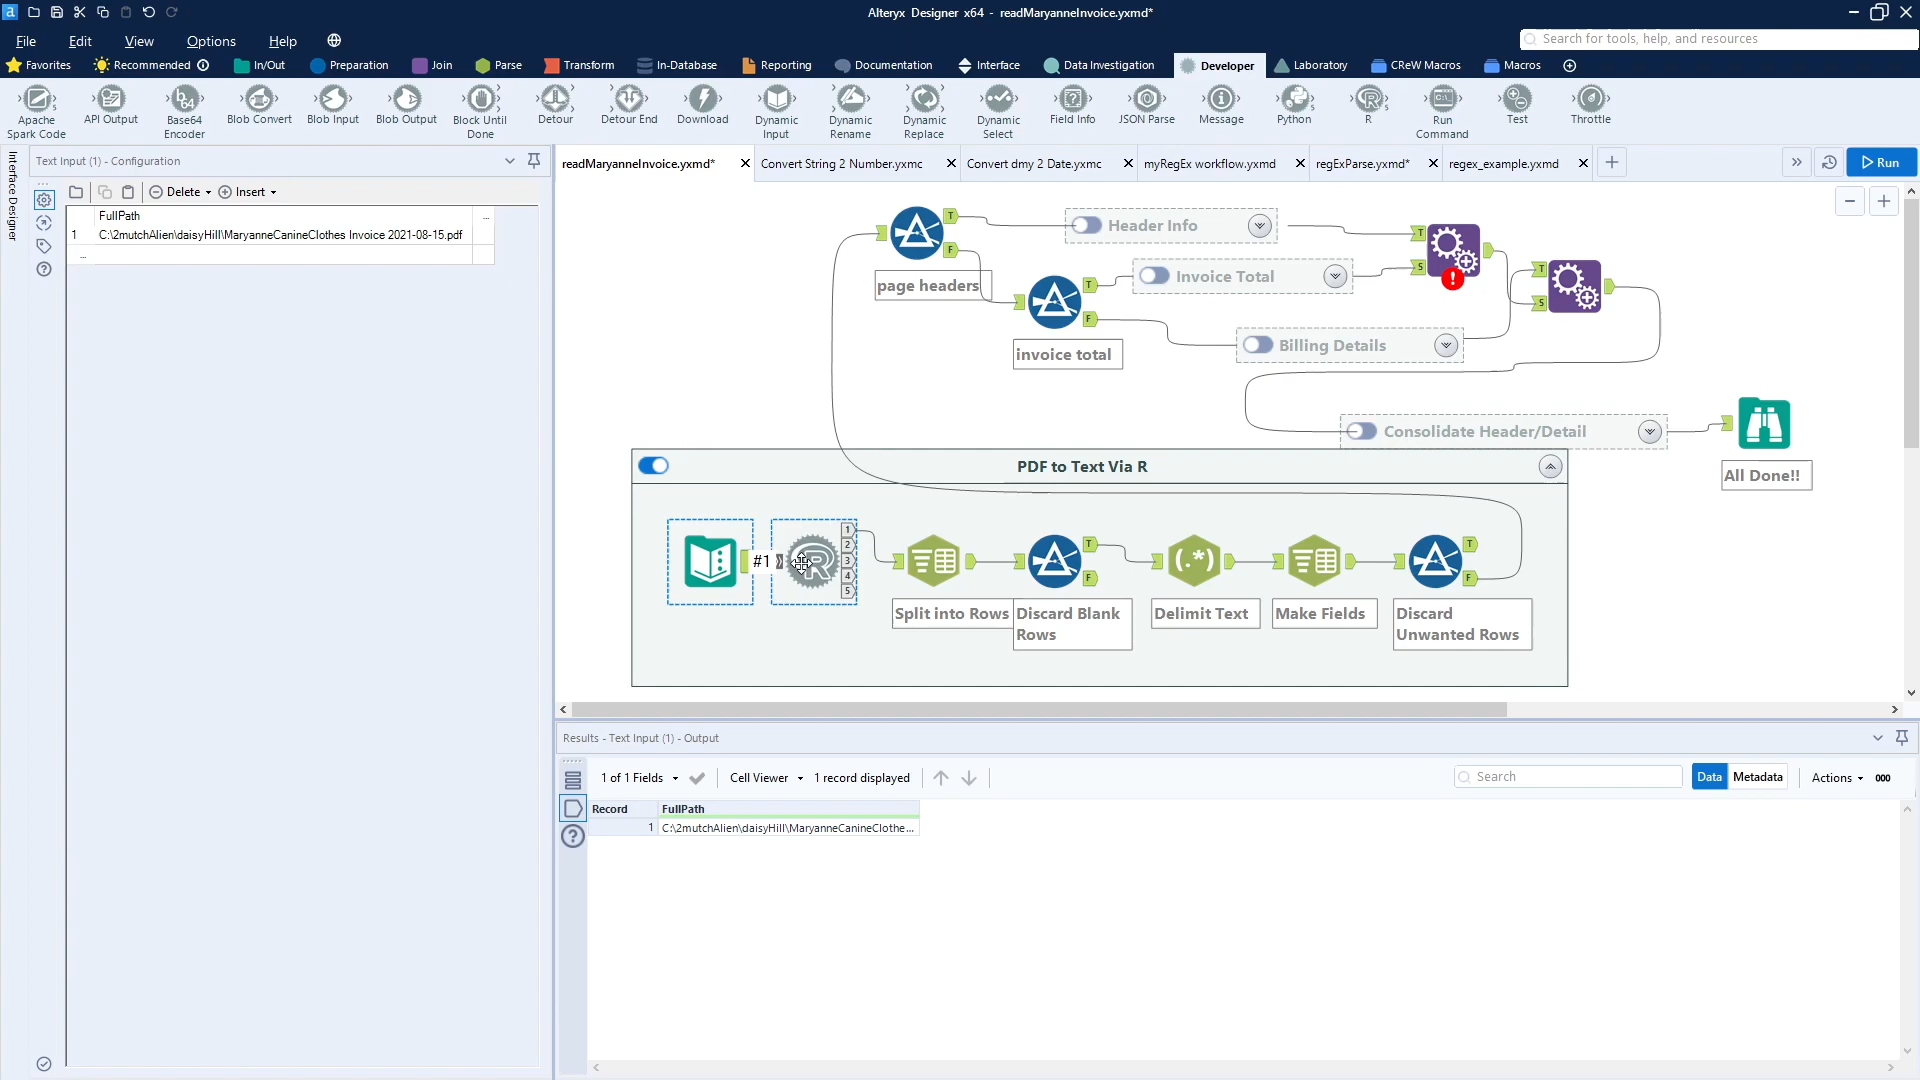 Alteryx Designer x64 - readMaryanneInvoice.yxmd*
File Edit View Options Help
Search for tools, help, and resources
Favorites Recommended In/Out Preparation Join Parse Transform In-Database Reporting Documentation Interface Data Investigation Developer Laboratory CReW Macros Macros
Apache Spark Code
API Output
Base64 Encoder
Blob Convert
Blob Input
Blob Output
Block Until Done
Detour
Detour End
Download
Dynamic Input
Dynamic Rename
Dynamic Replace
Dynamic Select
Field Info
JSON Parse
Message
Python
R
Run Command
Test
Throttle
Interface Designer
Text Input (1) - Configuration
Delete Insert
FullPath ...
1 C:\2mutchAlien\daisyHill\MaryanneCanineClothes Invoice 2021-08-15.pdf
...
readMaryanneInvoice.yxmd* Convert String 2 Number.yxmc Convert dmy 2 Date.yxmc myRegEx workflow.yxmd regExParse.yxmd* regex_example.yxmd
Run
T
F
page headers
Header Info
T
F
invoice total
Invoice Total
Billing Details
T
S
!
T
S
Consolidate Header/Detail
All Done!!
PDF to Text Via R
#1
R
1
2
3
4
5
Split into Rows
T
F
Discard Blank
Rows
(.*)
Delimit Text
Make Fields
T
F
Discard
Unwanted Rows
Results - Text Input (1) - Output
1 of 1 Fields Cell Viewer 1 record displayed Search Data Metadata Actions 000
Record FullPath
1 C:\2mutchAlien\daisyHill\MaryanneCanineClothe...